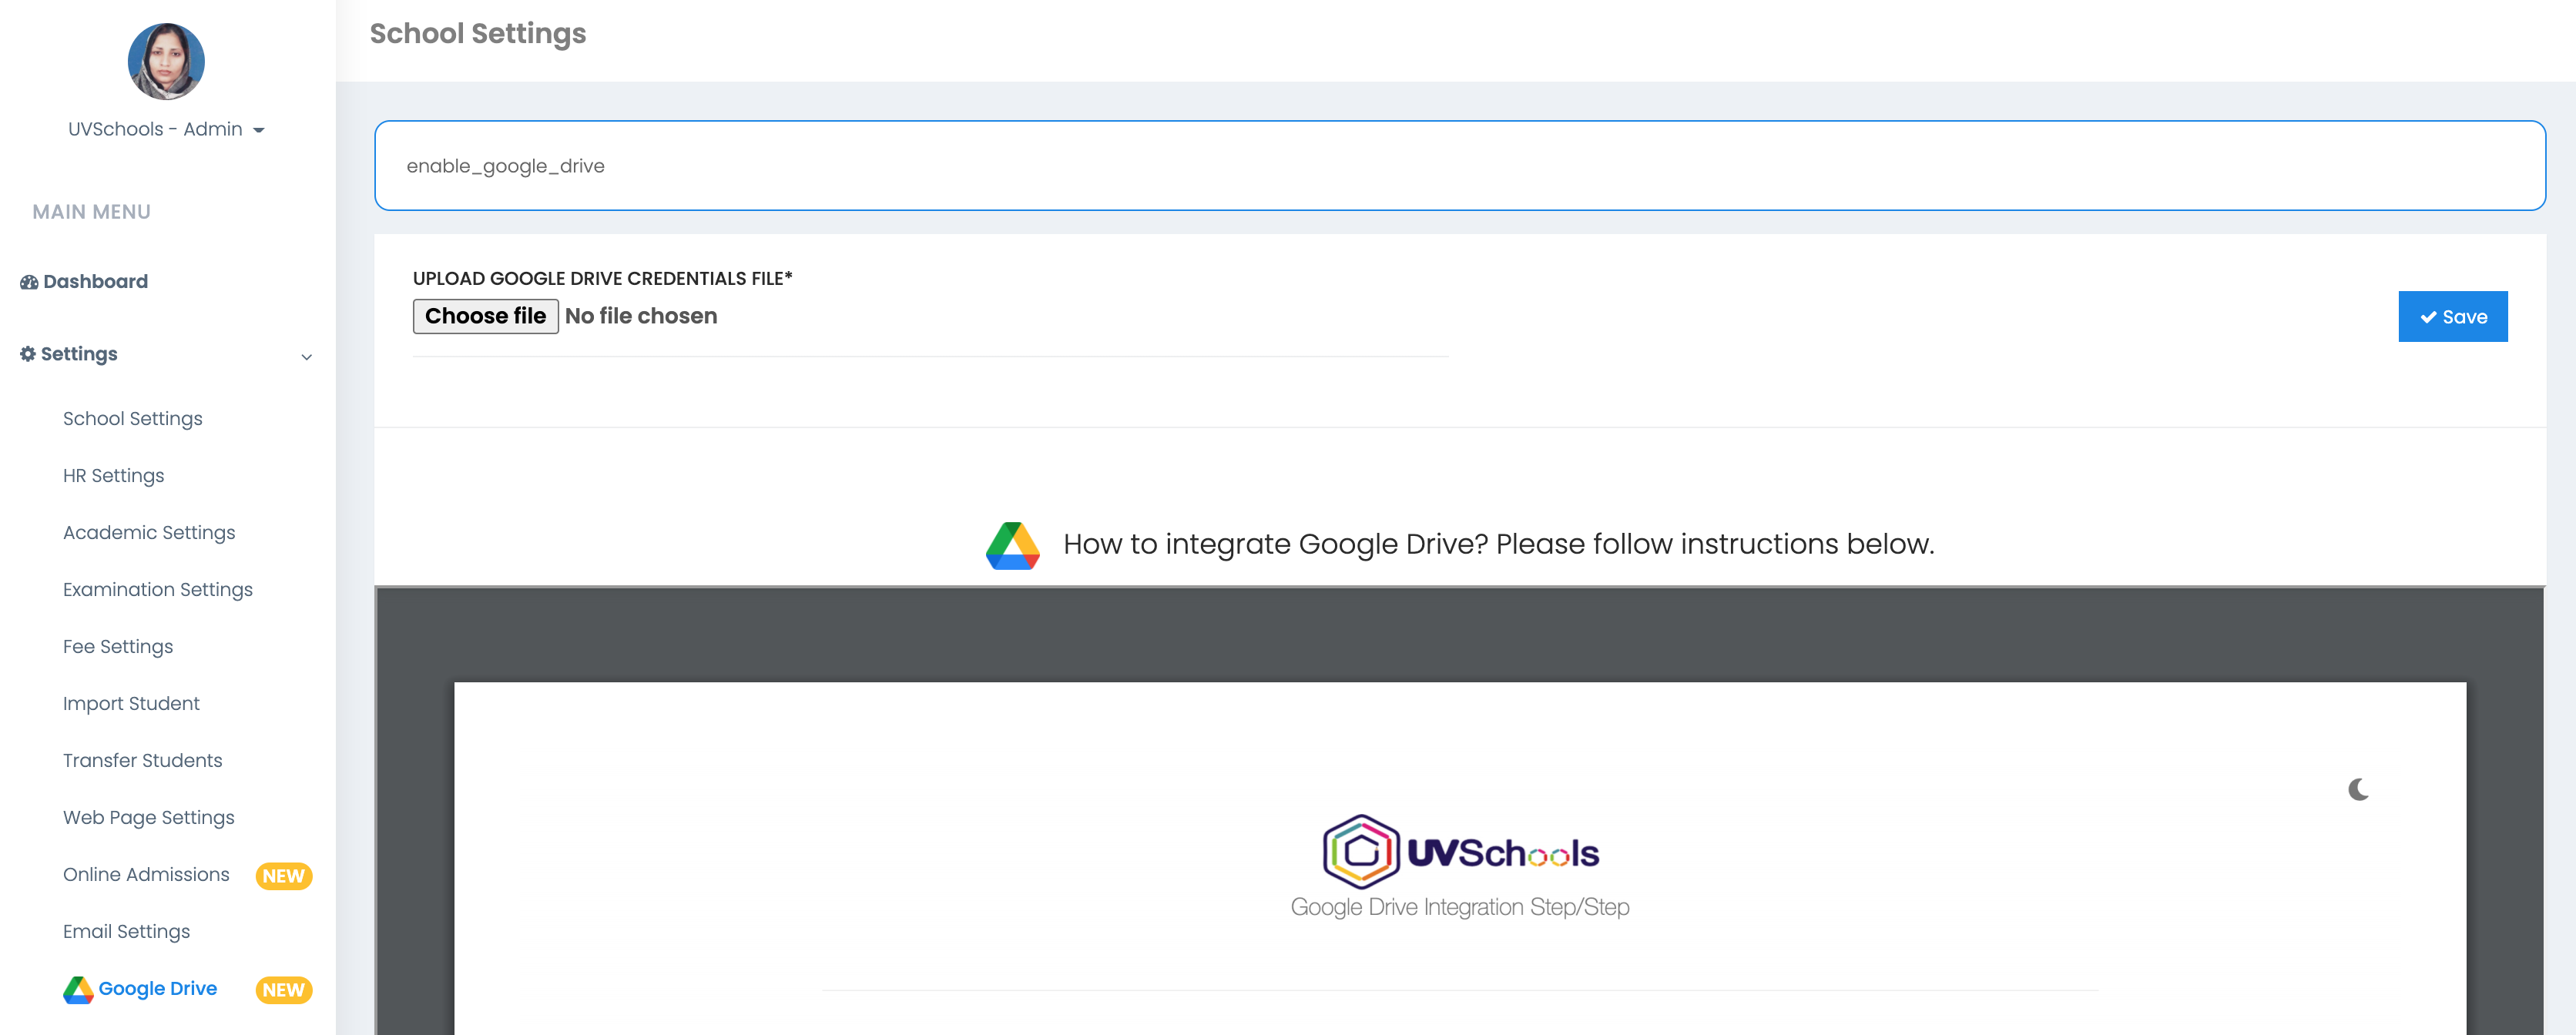 UVSchools - Admin
MAIN MENU
Dashboard
Settings
School Settings
HR Settings
Academic Settings
Examination Settings
Fee Settings
Import Student
Transfer Students
Web Page Settings
Online Admissions NEW
Email Settings
Google Drive NEW
School Settings
enable_google_drive
UPLOAD GOOGLE DRIVE CREDENTIALS FILE*
Choose file No file chosen
Save
How to integrate Google Drive? Please follow instructions below.
UVSchools
Google Drive Integration Step/Step